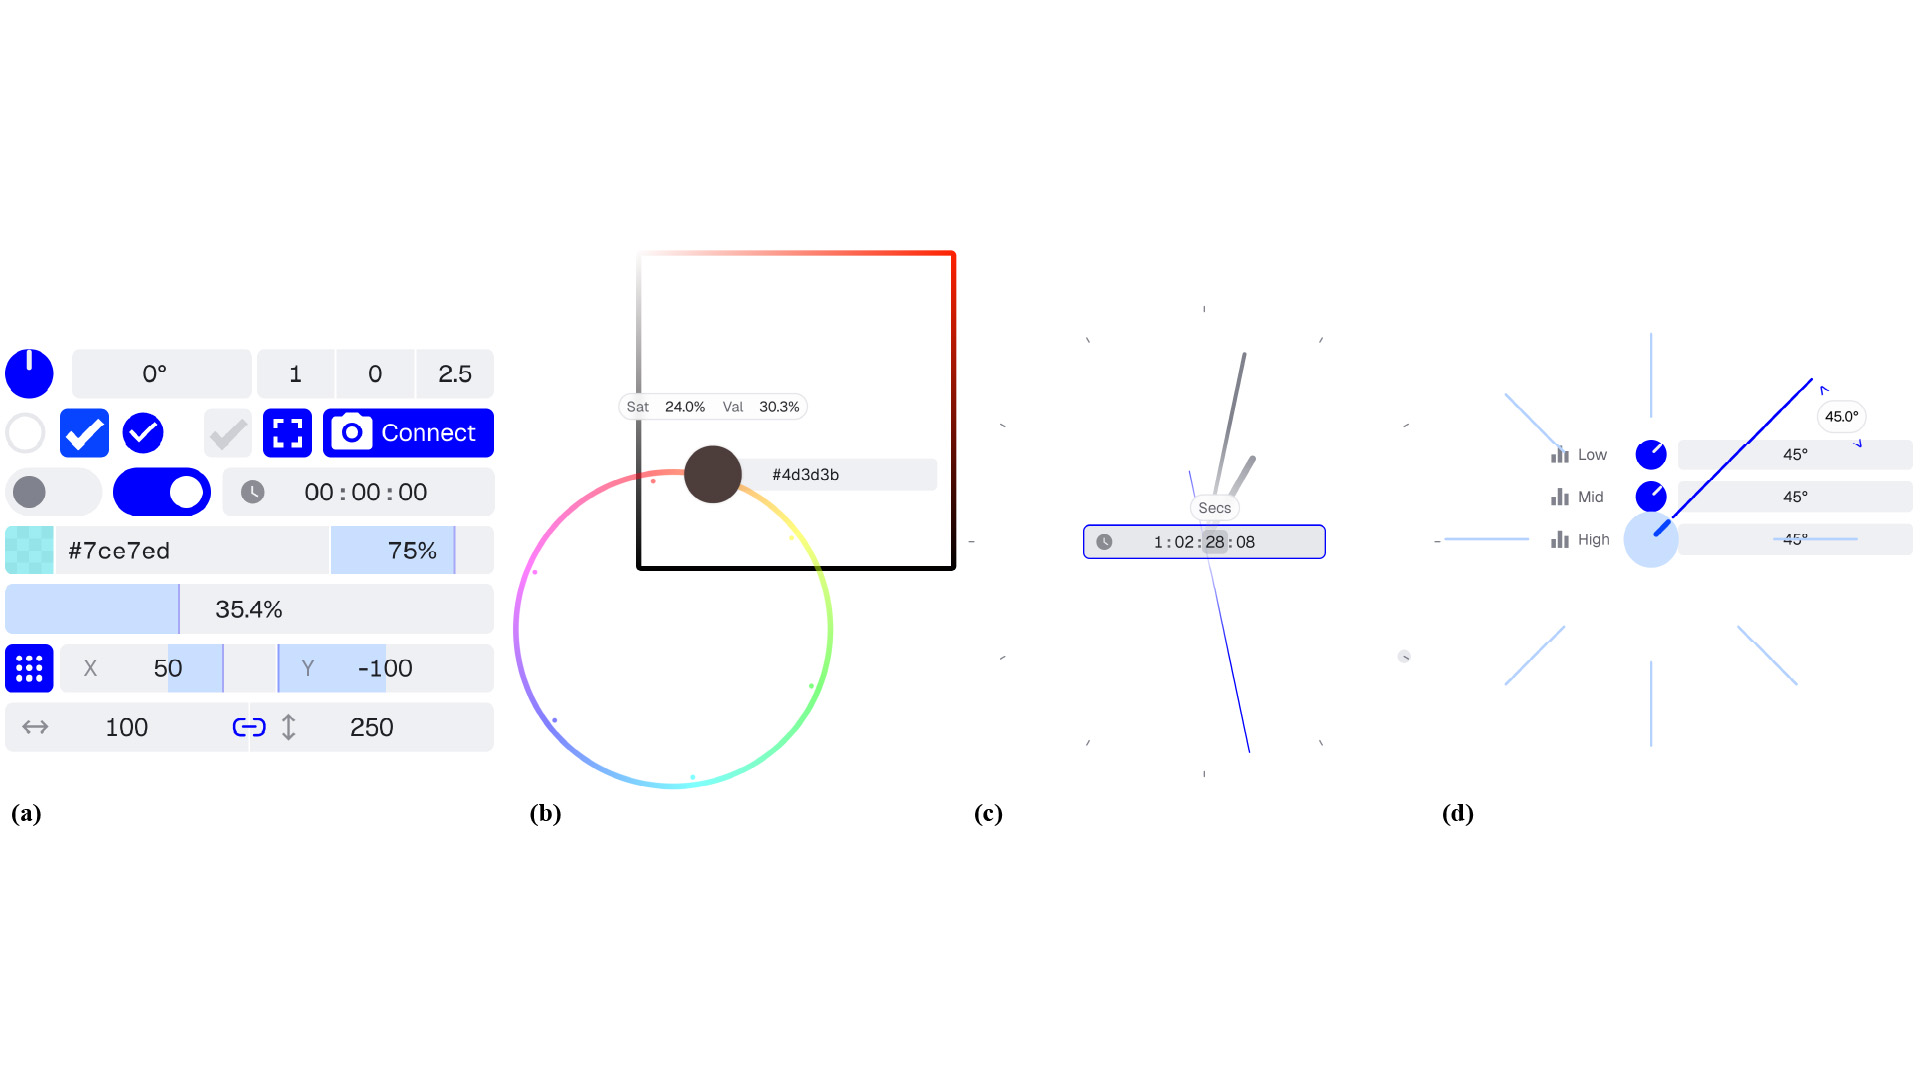 0° 1 0 2.5
Connect
00:00:00
#7ce7ed 75%
35.4%
X 50 Y -100
100 250
(a)
Sat 24.0% Val 30.3%
#4d3d3b
(b)
Secs
1:02:28:08
(c)
45.0°
Low 45°
Mid 45°
High 45°
(d)